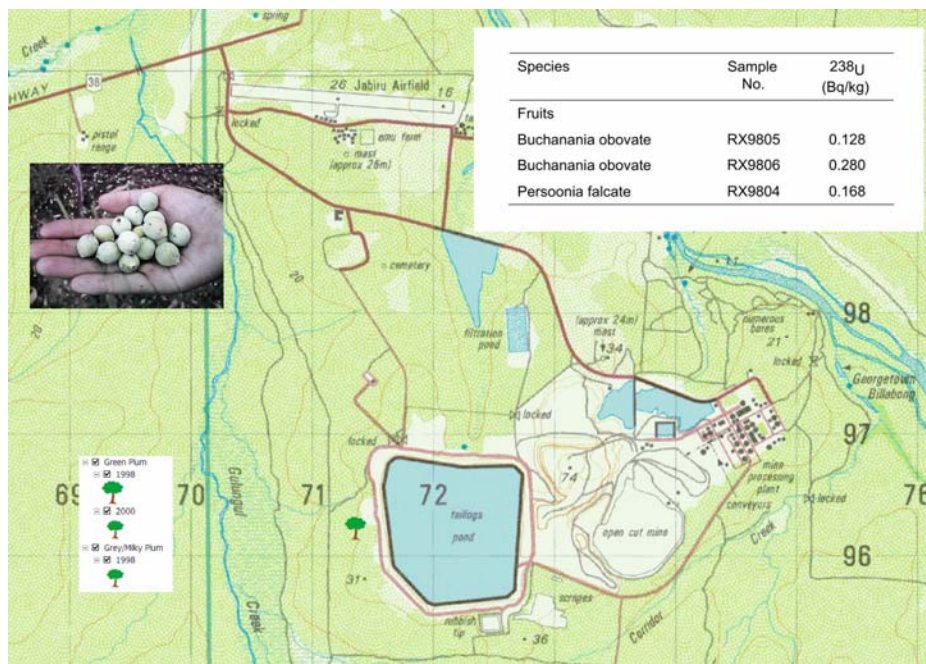 Creek
spring
HWAY
38
pistol range
locked
26 Jabiru Airfield 16
emu farm
mast
(approx 26m)
Species Sample No. 238U (Bq/kg)
Fruits
Buchanania obovate RX9805 0.128
Buchanania obovate RX9806 0.280
Persoonia falcate RX9804 0.168
cemetery
20
20
filtration pond
(approx 24m)
mast
34
11
numerous bores
21
98
locked
Georgetown Billabong
97
locked
locked
74
mine processing plant
conveyors
locked
Green Plum
1998
2000
Grey/Milky Plum
1998
69
70
71
72
76
Gulungul
Creek
tailings pond
open cut mine
96
31
scrapes
rubbish tip
36
Corridor
Creek